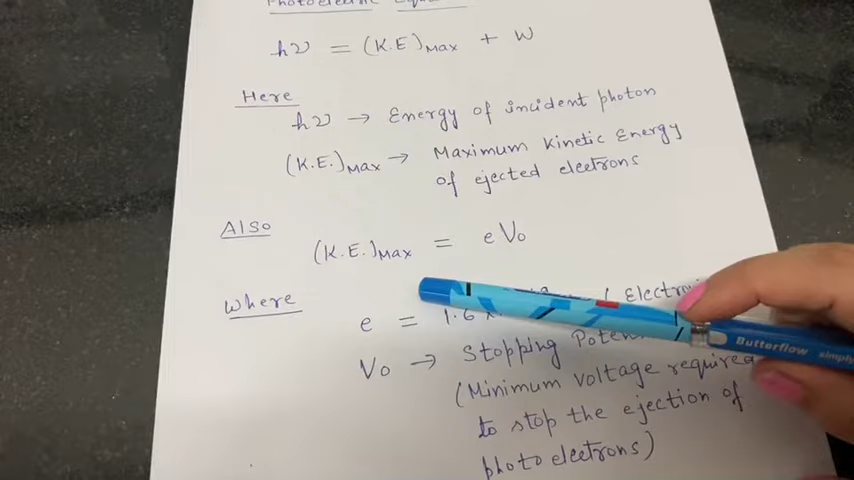 Photoelectric
hν = (K.E)Max + W
Here
hν → Energy of incident photon
(K.E.)Max → Maximum Kinetic Energy
of ejected electrons
Also
(K.E.)Max = eV₀
Where
e = 1.6 (
V₀ → Stopping
(Minimum voltage required
to stop the ejection of
photoelectrons)
Butterflow